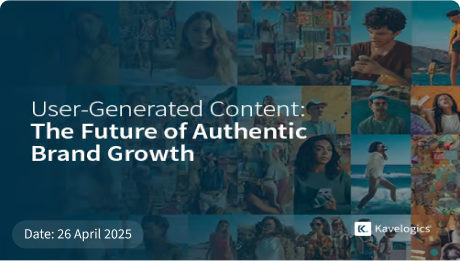 User-Generated Content:
The Future of Authentic
Brand Growth
Date: 26 April 2025
K. Kavelogics